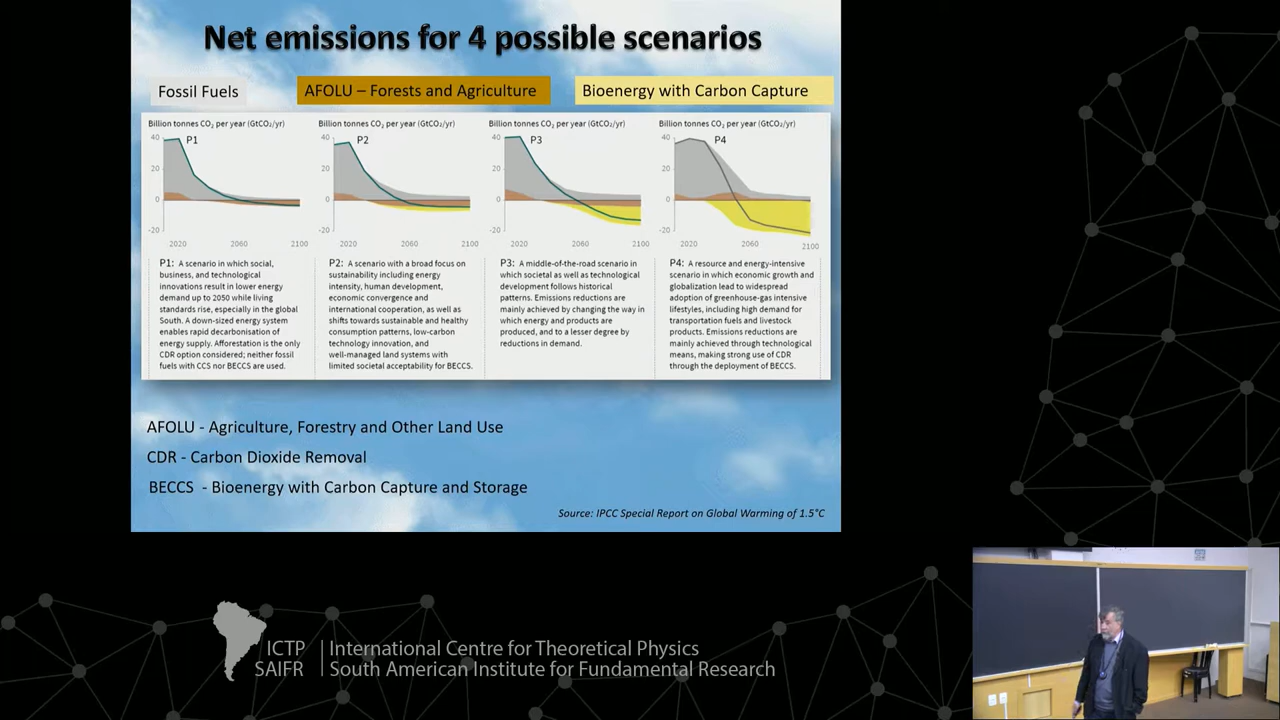 Net emissions for 4 possible scenarios
Fossil Fuels
AFOLU – Forests and Agriculture
Bioenergy with Carbon Capture
Billion tonnes CO₂ per year (GtCO₂/yr)
40
P1
20
0
-20
2020
2060
2100
Billion tonnes CO₂ per year (GtCO₂/yr)
40
P2
20
0
-20
2020
2060
2100
Billion tonnes CO₂ per year (GtCO₂/yr)
40
P3
20
0
-20
2020
2060
2100
Billion tonnes CO₂ per year (GtCO₂/yr)
40
P4
20
0
-20
2020
2060
2100
P1: A scenario in which social,
business, and technological
innovations result in lower energy
demand up to 2050 while living
standards rise, especially in the global
South. A down-sized energy system
enables rapid decarbonisation of
energy supply. Afforestation is the only
CDR option considered; neither fossil
fuels with CCS nor BECCS are used.
P2: A scenario with a broad focus on
sustainability including energy
intensity, human development,
economic convergence and
international cooperation, as well as
shifts towards sustainable and healthy
consumption patterns, low-carbon
technology innovation, and
well-managed land systems with
limited societal acceptability for BECCS.
P3: A middle-of-the-road scenario in
which societal as well as technological
development follows historical
patterns. Emissions reductions are
mainly achieved by changing the way in
which energy and products are
produced, and to a lesser degree by
reductions in demand.
P4: A resource and energy-intensive
scenario in which economic growth and
globalization lead to widespread
adoption of greenhouse-gas intensive
lifestyles, including high demand for
transportation fuels and livestock
products. Emissions reductions are
mainly achieved through technological
means, making strong use of CDR
through the deployment of BECCS.
AFOLU - Agriculture, Forestry and Other Land Use
CDR - Carbon Dioxide Removal
BECCS - Bioenergy with Carbon Capture and Storage
Source: IPCC Special Report on Global Warming of 1.5°C
ICTP
SAIFR
International Centre for Theoretical Physics
South American Institute for Fundamental Research